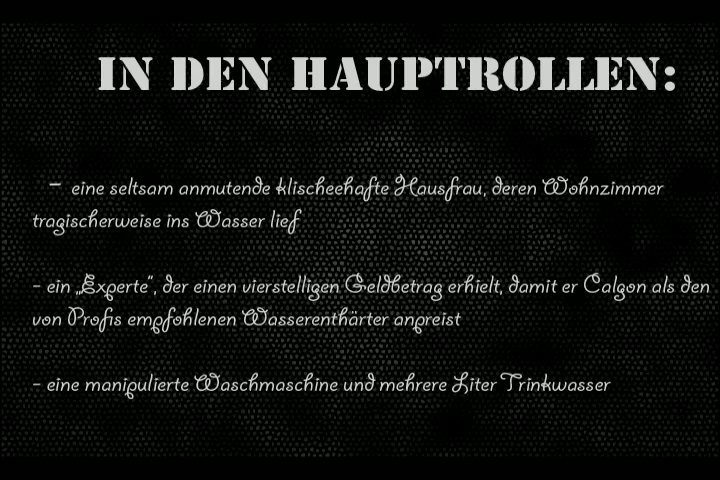 IN DEN HAUPTROLLEN:
- eine seltsam anmutende klischeehafte Hausfrau, deren Wohnzimmer
tragischerweise ins Wasser lief
- ein „Experte“, der einen vierstelligen Geldbetrag erhielt, damit er Calgon als den
von Profis empfohlenen Wasserenthärter anpreist
- eine manipulierte Waschmaschine und mehrere Liter Trinkwasser